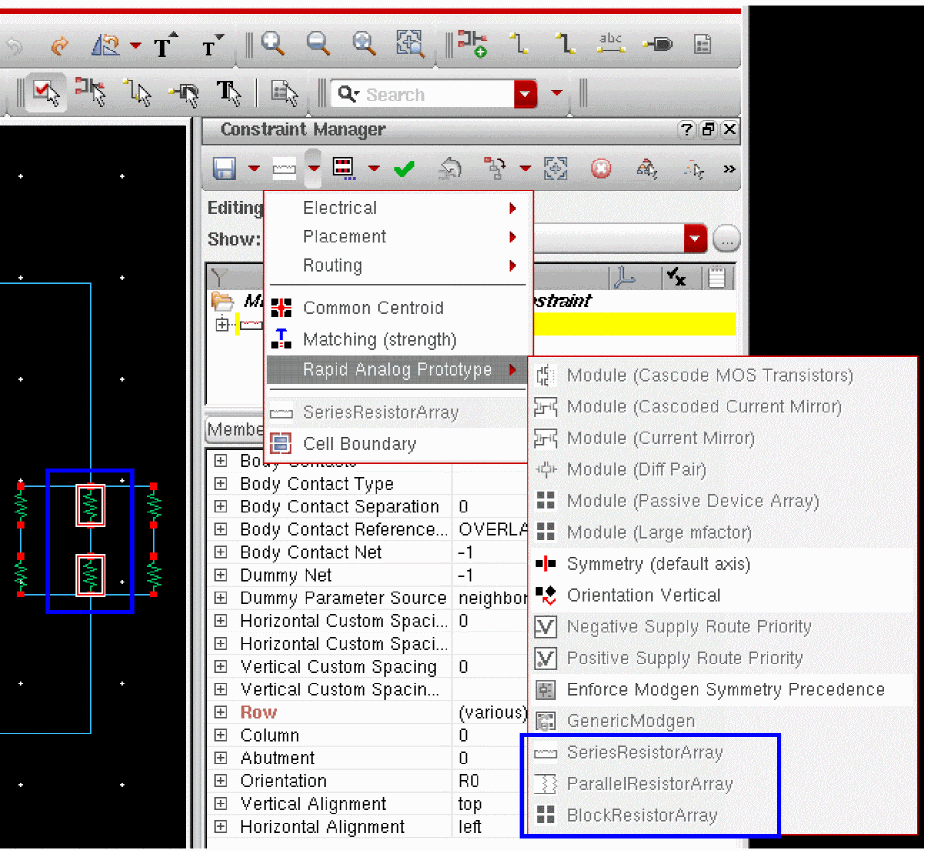 T T
abc
T
Search
Constraint Manager
?
»
Editing
Show:
...
straint
Electrical
Placement
Routing
Common Centroid
Matching (strength)
Rapid Analog Prototype
SeriesResistorArray
Cell Boundary
Module (Cascode MOS Transistors)
Module (Cascoded Current Mirror)
Module (Current Mirror)
Module (Diff Pair)
Module (Passive Device Array)
Module (Large mfactor)
Symmetry (default axis)
Orientation Vertical
Negative Supply Route Priority
Positive Supply Route Priority
Enforce Modgen Symmetry Precedence
GenericModgen
SeriesResistorArray
ParallelResistorArray
BlockResistorArray
Membe
Body Contacts
Body Contact Type
Body Contact Separation 0
Body Contact Reference... OVERLA
Body Contact Net -1
Dummy Net -1
Dummy Parameter Source neighbor
Horizontal Custom Spaci... 0
Horizontal Custom Spaci...
Vertical Custom Spacing 0
Vertical Custom Spacin...
Row (various)
Column 0
Abutment 0
Orientation R0
Vertical Alignment top
Horizontal Alignment left